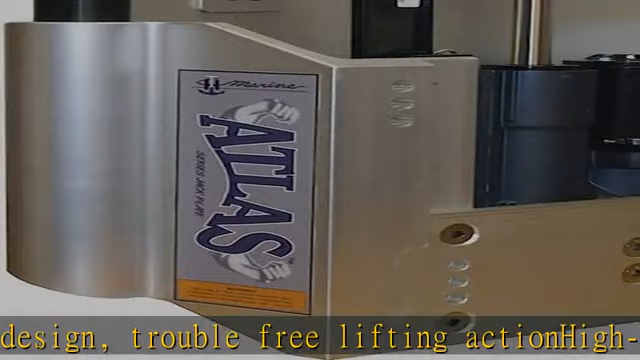 Marine
ATLAS
SERIES JACK PLATE
design, trouble free lifting actionHigh-